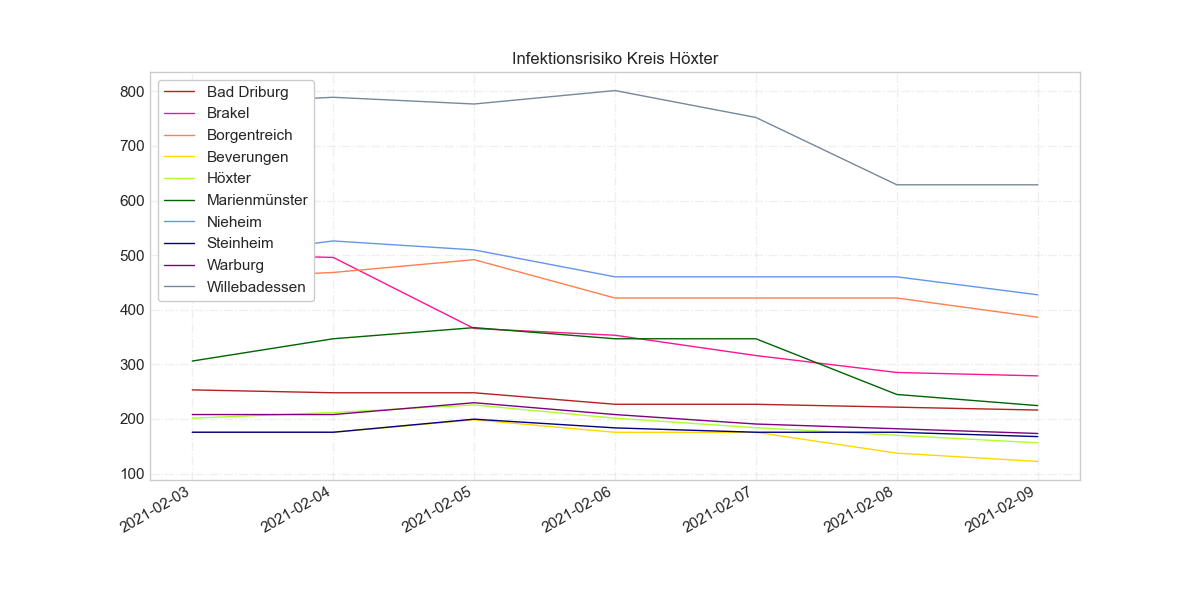 Infektionsrisiko Kreis Höxter
800
700
600
500
400
300
200
100
Bad Driburg
Brakel
Borgentreich
Beverungen
Höxter
Marienmünster
Nieheim
Steinheim
Warburg
Willebadessen
2021-02-03
2021-02-04
2021-02-05
2021-02-06
2021-02-07
2021-02-08
2021-02-09